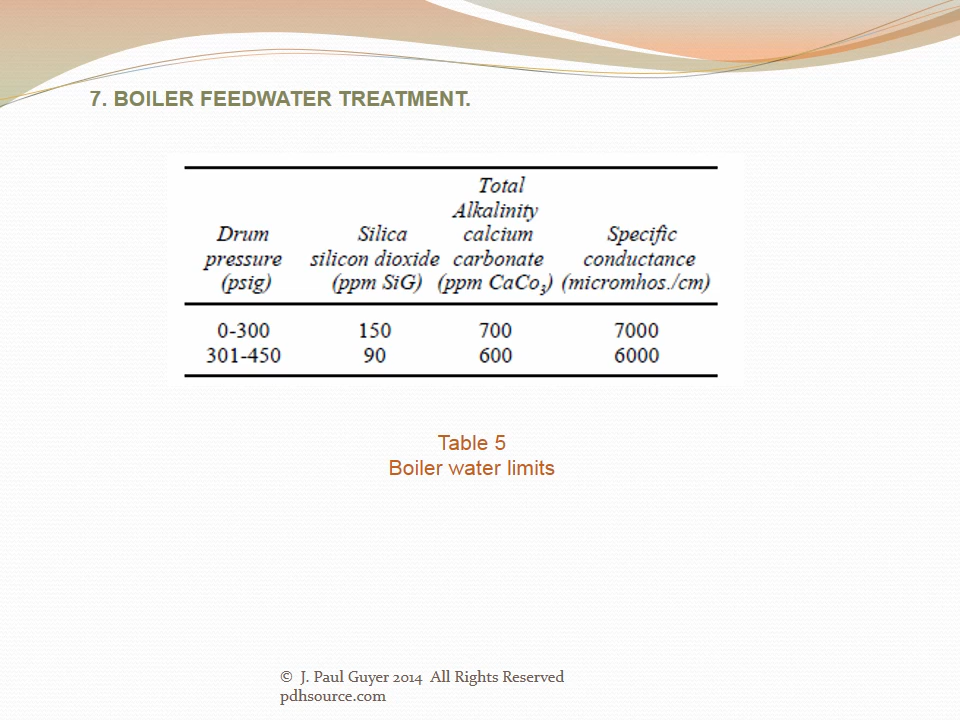 7. BOILER FEEDWATER TREATMENT.
Total
Alkalinity
Drum Silica calcium Specific
pressure silicon dioxide carbonate conductance
(psig) (ppm SiG) (ppm CaCo₃) (micromhos./cm)
0-300 150 700 7000
301-450 90 600 6000
Table 5
Boiler water limits
© J. Paul Guyer 2014 All Rights Reserved
pdhsource.com